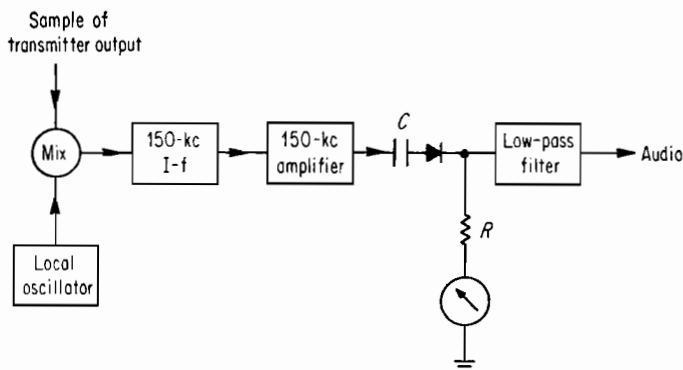 Sample of
transmitter output
Mix
150-kc
I-f
150-kc
amplifier
C
Low-pass
filter
Audio
R
Local
oscillator